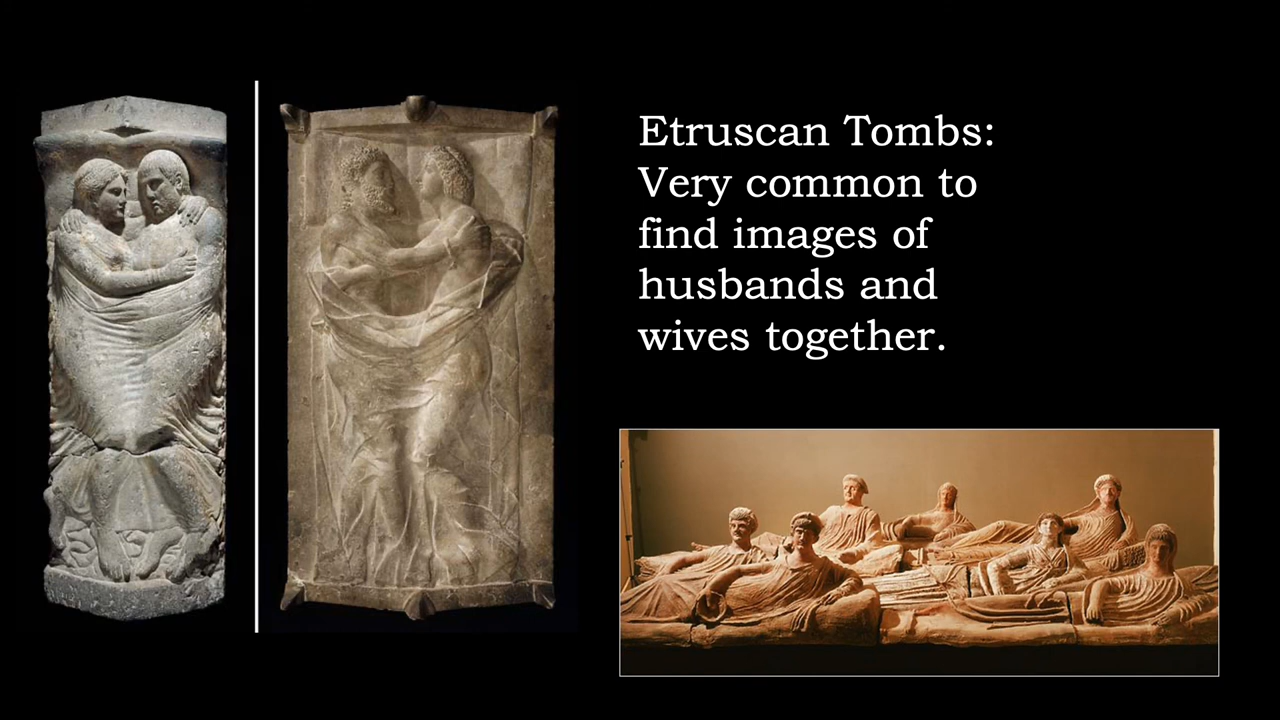 Etruscan Tombs:
Very common to
find images of
husbands and
wives together.